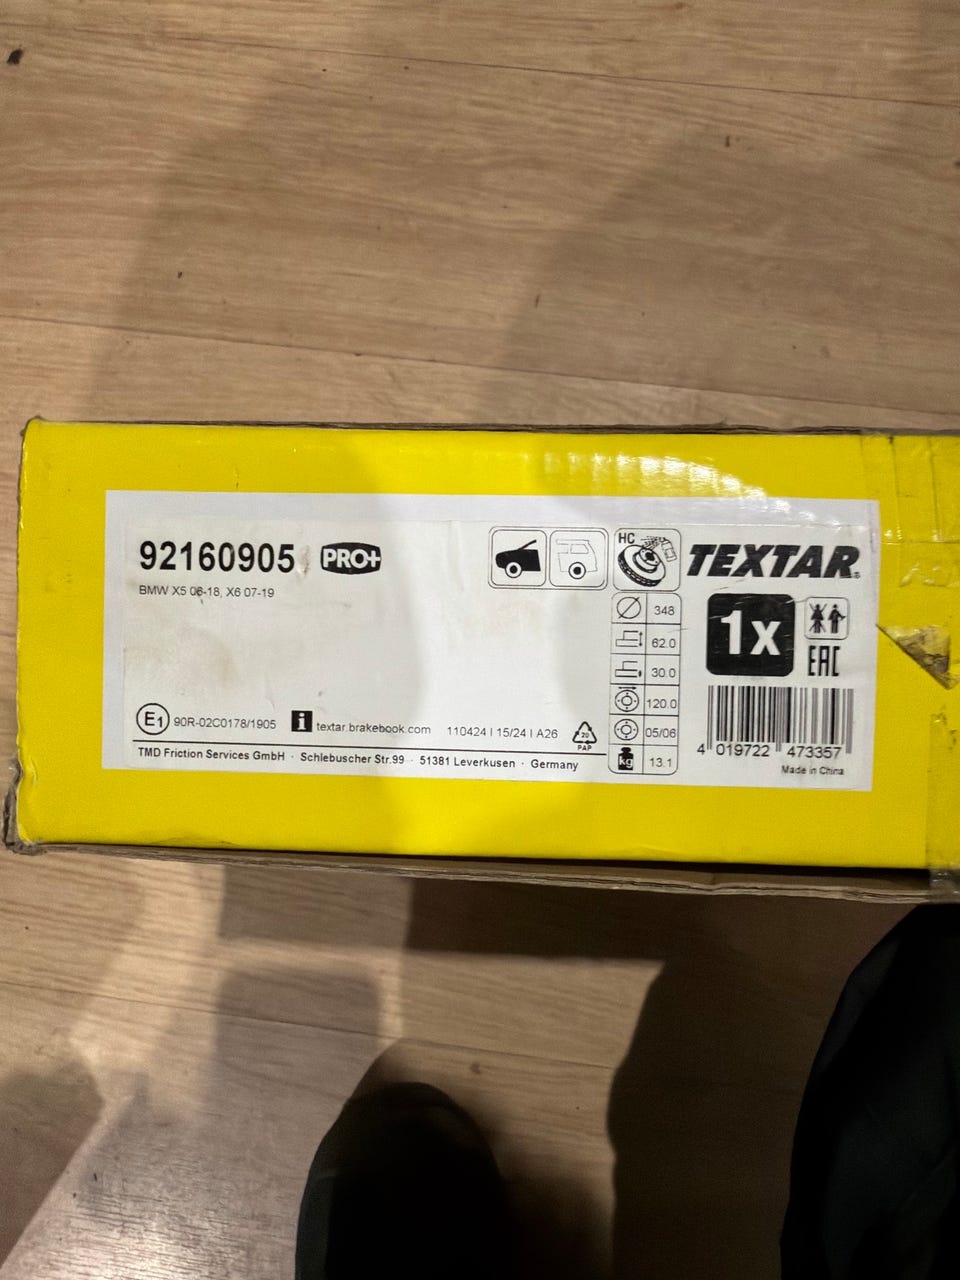 92160905 PRO+
BMW X5 06-18, X6 07-19
HC
TEXTAR
348
62.0
30.0
120.0
05/06
kg 13.1
1x
EAC
E1 90R-02C0178/1905 i textar.brakebook.com 110424 | 15/24 | A26
20
PAP
TMD Friction Services GmbH · Schlebuscher Str.99 · 51381 Leverkusen · Germany
4 019722 473357
Made in China